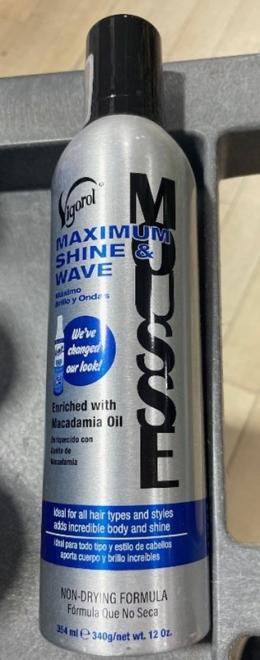 Vigorol
MOUSSE
MAXIMUM
SHINE &
WAVE
Máximo
Brillo y Ondas
We've
changed
our look!
Enriched with
Macadamia Oil
Enriquecido con
Aceite de
Macadamia
Ideal for all hair types and styles
adds incredible body and shine
Ideal para todo tipo y estilo de cabellos
aporta cuerpo y brillo increíbles
NON-DRYING FORMULA
Fórmula Que No Seca
354 ml ℮ 340g/net wt. 12 Oz.